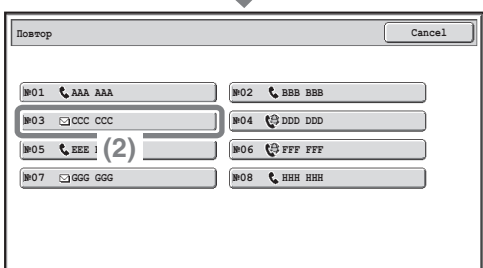 Повтор Cancel
№01 AAA AAA №02 BBB BBB
№03 CCC CCC №04 DDD DDD
№05 EEE (2) №06 FFF FFF
№07 GGG GGG №08 HHH HHH